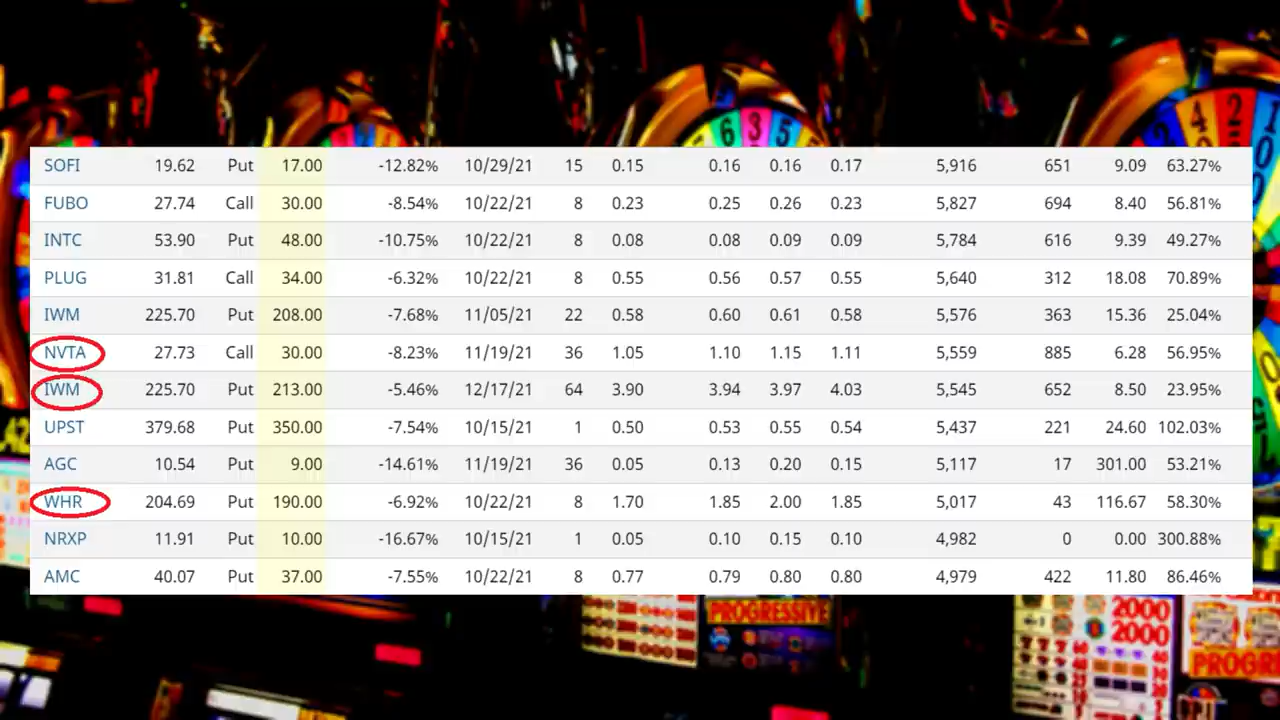 6 3 5
4 2
SOFI 19.62 Put 17.00 -12.82% 10/29/21 15 0.15 0.16 0.16 0.17 5,916 651 9.09 63.27%
FUBO 27.74 Call 30.00 -8.54% 10/22/21 8 0.23 0.25 0.26 0.23 5,827 694 8.40 56.81%
INTC 53.90 Put 48.00 -10.75% 10/22/21 8 0.08 0.08 0.09 0.09 5,784 616 9.39 49.27%
PLUG 31.81 Call 34.00 -6.32% 10/22/21 8 0.55 0.56 0.57 0.55 5,640 312 18.08 70.89%
IWM 225.70 Put 208.00 -7.68% 11/05/21 22 0.58 0.60 0.61 0.58 5,576 363 15.36 25.04%
NVTA 27.73 Call 30.00 -8.23% 11/19/21 36 1.05 1.10 1.15 1.11 5,559 885 6.28 56.95%
IWM 225.70 Put 213.00 -5.46% 12/17/21 64 3.90 3.94 3.97 4.03 5,545 652 8.50 23.95%
UPST 379.68 Put 350.00 -7.54% 10/15/21 1 0.50 0.53 0.55 0.54 5,437 221 24.60 102.03%
AGC 10.54 Put 9.00 -14.61% 11/19/21 36 0.05 0.13 0.20 0.15 5,117 17 301.00 53.21%
WHR 204.69 Put 190.00 -6.92% 10/22/21 8 1.70 1.85 2.00 1.85 5,017 43 116.67 58.30%
NRXP 11.91 Put 10.00 -16.67% 10/15/21 1 0.05 0.10 0.15 0.10 4,982 0 0.00 300.88%
AMC 40.07 Put 37.00 -7.55% 10/22/21 8 0.77 0.79 0.80 0.80 4,979 422 11.80 86.46%
PROGRESSIVE
2000
2000